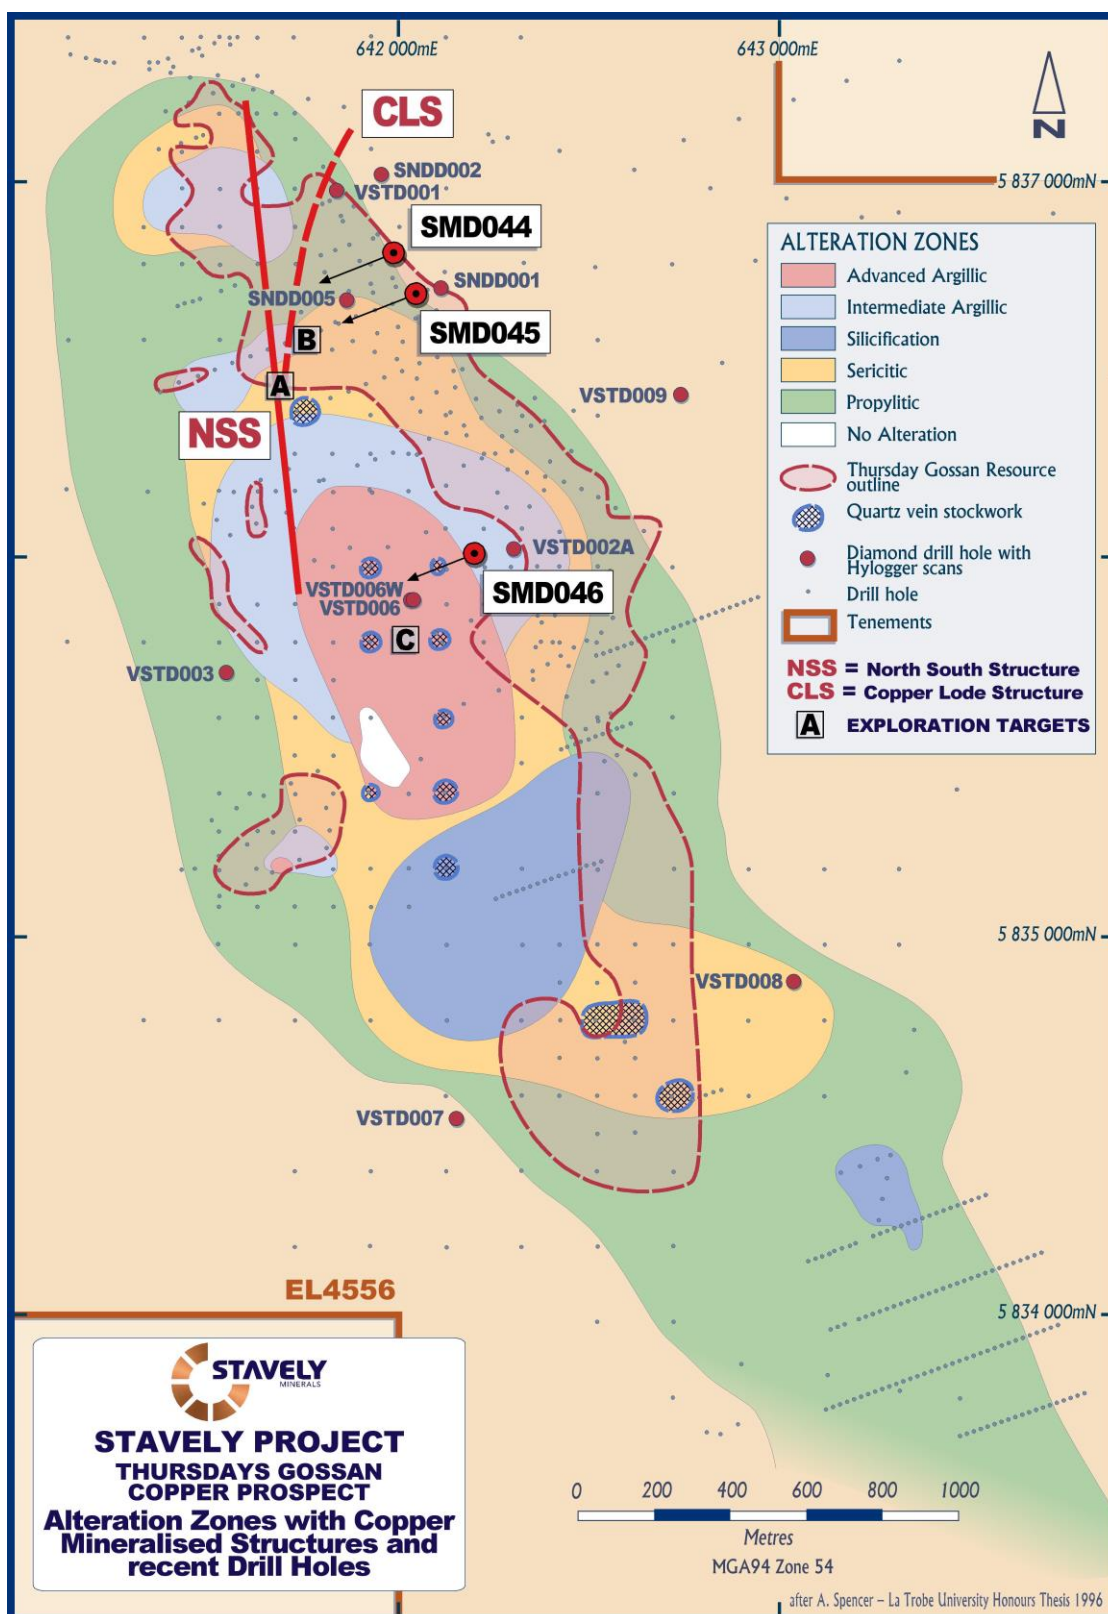 642 000mE
643 000mE
CLS
N
SNDD002
VSTD001
5 837 000mN
SMD044
SNDD001
SNDD005
SMD045
B
A
VSTD009
NSS
ALTERATION ZONES
Advanced Argillic
Intermediate Argillic
Silicification
Sericitic
Propylitic
No Alteration
Thursday Gossan Resource
outline
Quartz vein stockwork
Diamond drill hole with
Hylogger scans
Drill hole
Tenements
NSS = North South Structure
CLS = Copper Lode Structure
A EXPLORATION TARGETS
VSTD002A
VSTD006W
VSTD006
SMD046
C
VSTD003
5 835 000mN
VSTD008
VSTD007
EL4556
5 834 000mN
STAVELY
MINERALS
STAVELY PROJECT
THURSDAYS GOSSAN
COPPER PROSPECT
Alteration Zones with Copper
Mineralised Structures and
recent Drill Holes
0 200 400 600 800 1000
Metres
MGA94 Zone 54
after A. Spencer – La Trobe University Honours Thesis 1996